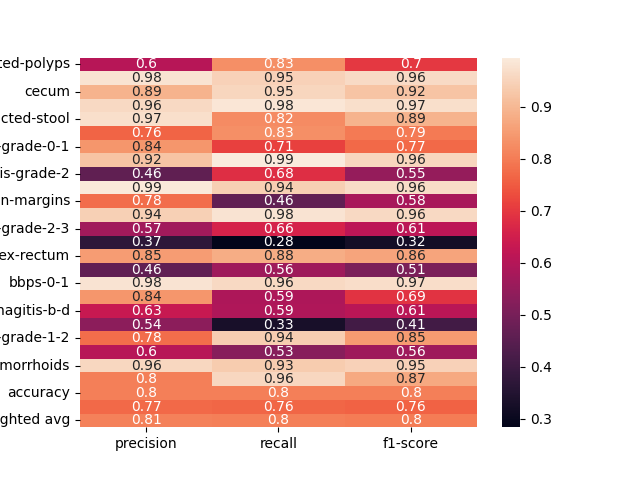 ted-polyps 0.6 0.83 0.7
0.98 0.95 0.96
cecum 0.89 0.95 0.92
0.96 0.98 0.97
cted-stool 0.97 0.82 0.89
0.76 0.83 0.79
-grade-0-1 0.84 0.71 0.77
0.92 0.99 0.96
is-grade-2 0.46 0.68 0.55
0.99 0.94 0.96
n-margins 0.78 0.46 0.58
0.94 0.98 0.96
-grade-2-3 0.57 0.66 0.61
0.37 0.28 0.32
ex-rectum 0.85 0.88 0.86
0.46 0.56 0.51
bbps-0-1 0.98 0.96 0.97
0.84 0.59 0.69
nagitis-b-d 0.63 0.59 0.61
0.54 0.33 0.41
-grade-1-2 0.78 0.94 0.85
0.6 0.53 0.56
morrhoids 0.96 0.93 0.95
0.8 0.96 0.87
accuracy 0.8 0.8 0.8
0.77 0.76 0.76
ghted avg 0.81 0.8 0.8
precision recall f1-score
0.9
0.8
0.7
0.6
0.5
0.4
0.3